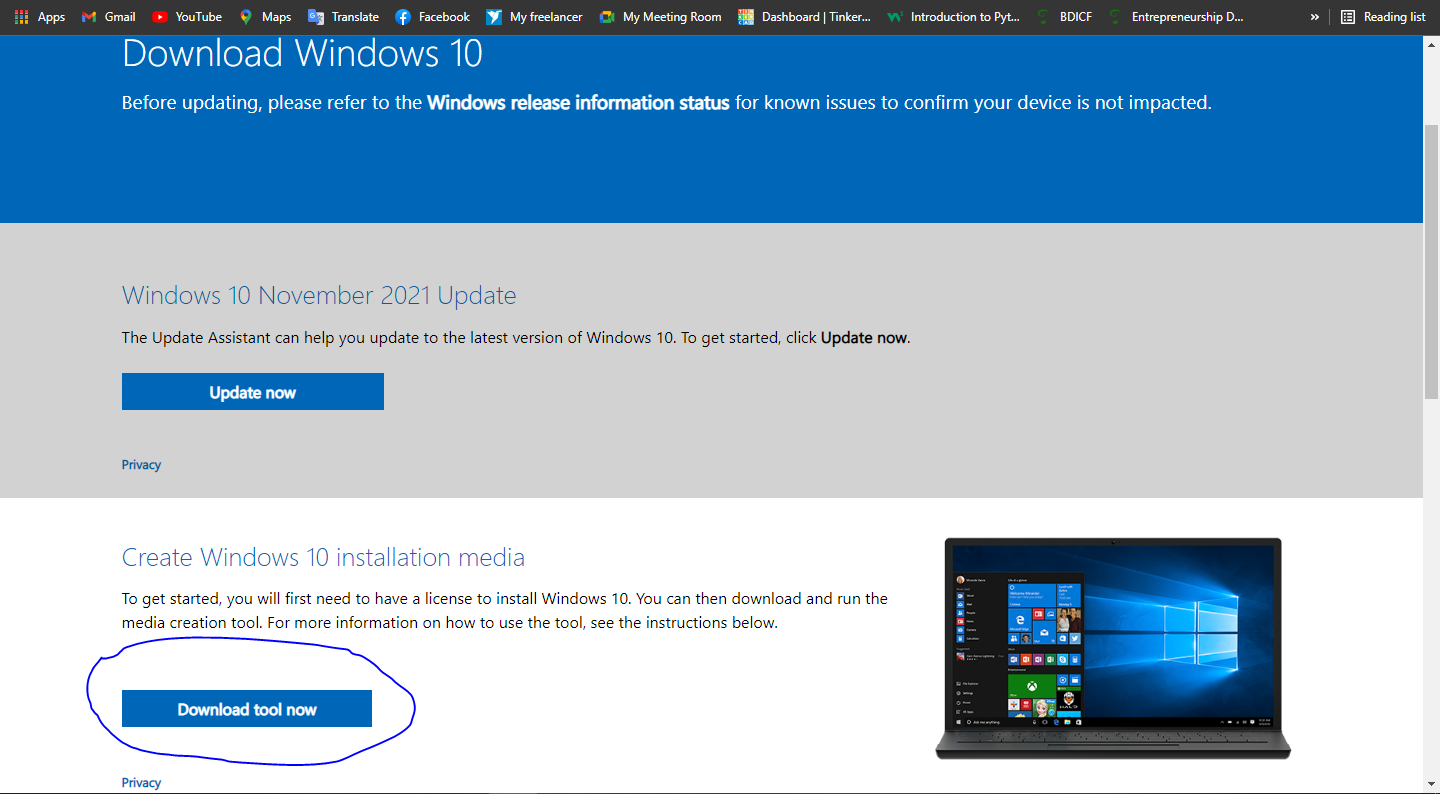 Apps Gmail YouTube Maps Translate Facebook My freelancer My Meeting Room Dashboard | Tinker... Introduction to Pyt... BDICF Entrepreneurship D... » Reading list
Download Windows 10
Before updating, please refer to the Windows release information status for known issues to confirm your device is not impacted.
Windows 10 November 2021 Update
The Update Assistant can help you update to the latest version of Windows 10. To get started, click Update now.
Update now
Privacy
Create Windows 10 installation media
To get started, you will first need to have a license to install Windows 10. You can then download and run the
media creation tool. For more information on how to use the tool, see the instructions below.
Download tool now
Privacy